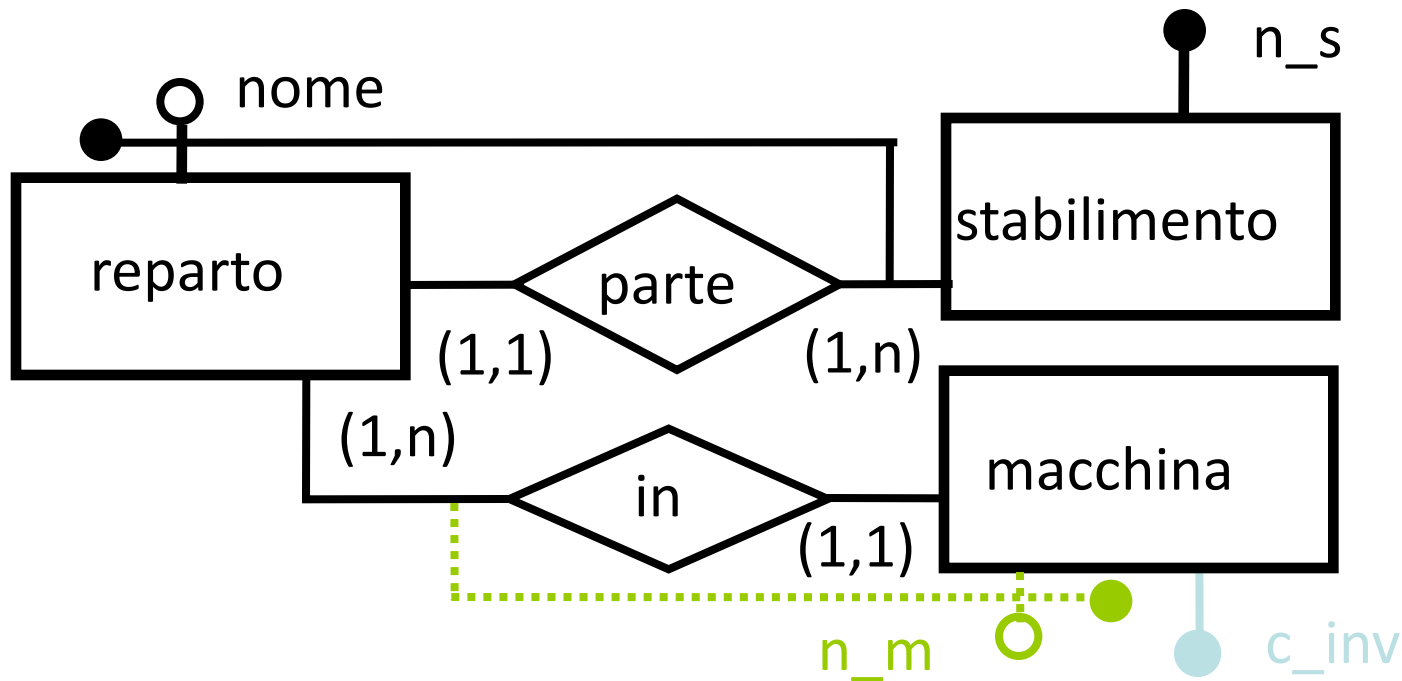 n_s
nome
stabilimento
reparto
parte
(1,1)
(1,n)
(1,n)
macchina
in
(1,1)
n_m
c_inv